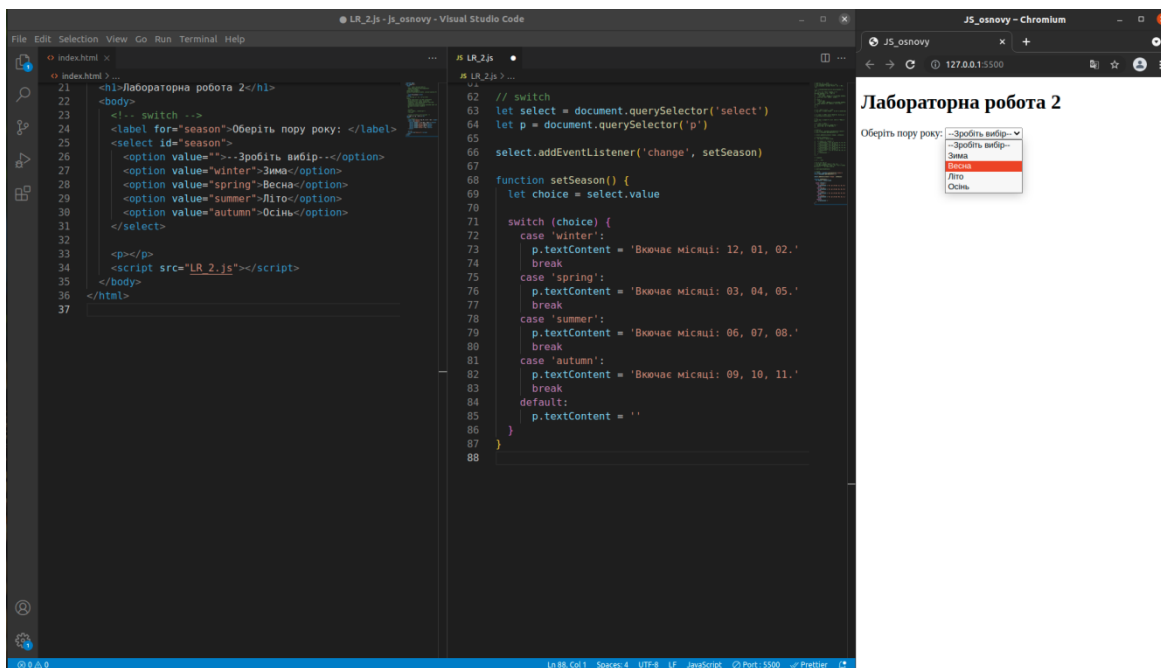 LR_2.js - js_osnovy - Visual Studio Code
File Edit Selection View Go Run Terminal Help
index.html
index.html > ...
21 <h1>Лабораторна робота 2</h1>
22 <body>
23 <!-- switch -->
24 <label for="season">Оберіть пору року: </label>
25 <select id="season">
26 <option value="">--Зробіть вибір--</option>
27 <option value="winter">Зима</option>
28 <option value="spring">Весна</option>
29 <option value="summer">Літо</option>
30 <option value="autumn">Осінь</option>
31 </select>
32
33 <p></p>
34 <script src="LR_2.js"></script>
35 </body>
36 </html>
37
JS LR_2.js
JS LR_2.js > ...
61
62 // switch
63 let select = document.querySelector('select')
64 let p = document.querySelector('p')
65
66 select.addEventListener('change', setSeason)
67
68 function setSeason() {
69 let choice = select.value
70
71 switch (choice) {
72 case 'winter':
73 p.textContent = 'Вкючає місяці: 12, 01, 02.'
74 break
75 case 'spring':
76 p.textContent = 'Вкючає місяці: 03, 04, 05.'
77 break
78 case 'summer':
79 p.textContent = 'Вкючає місяці: 06, 07, 08.'
80 break
81 case 'autumn':
82 p.textContent = 'Вкючає місяці: 09, 10, 11.'
83 break
84 default:
85 p.textContent = ''
86 }
87 }
88
0 0
Ln 88, Col 1 Spaces: 4 UTF-8 LF JavaScript Port : 5500 Prettier
JS_osnovy – Chromium
JS_osnovy
127.0.0.1:5500
Лабораторна робота 2
Оберіть пору року: --Зробіть вибір--
--Зробіть вибір--
Зима
Весна
Літо
Осінь